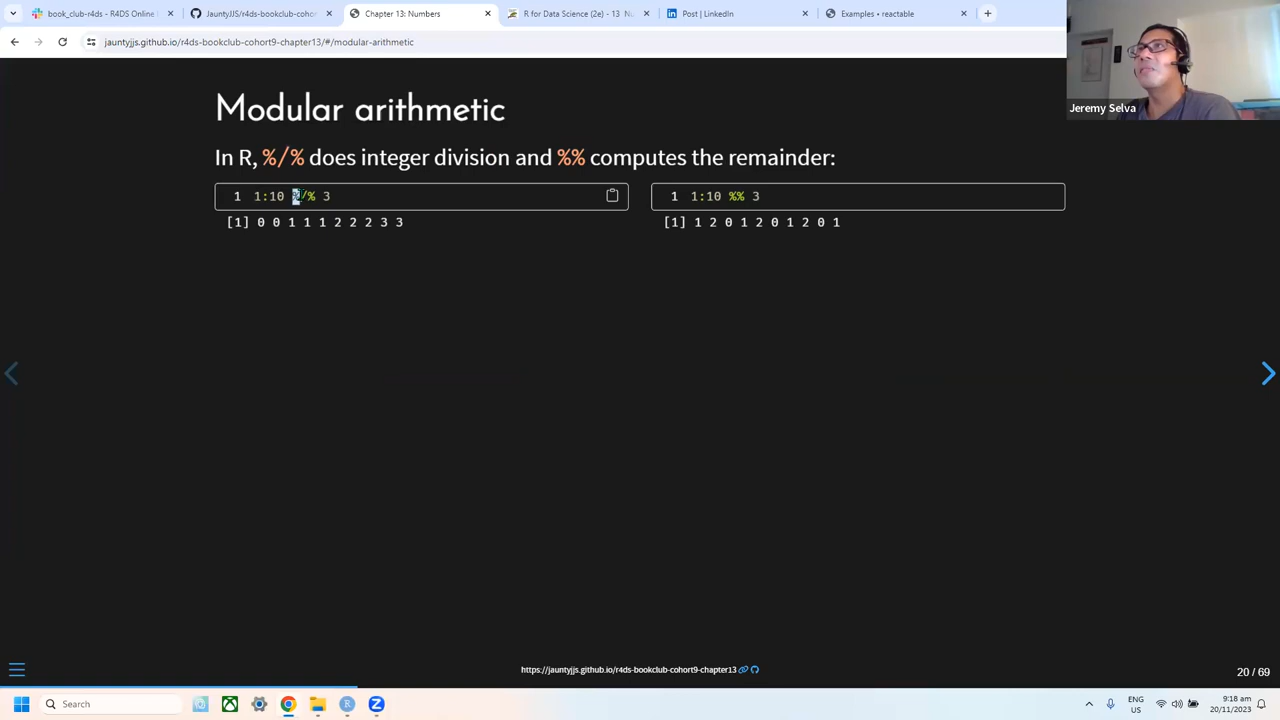 book_club-r4ds - R4DS Online
JauntyJJS/r4ds-bookclub-cohor
Chapter 13: Numbers
R for Data Science (2e) - 13 Nu
Post | LinkedIn
Examples – reactable
jauntyjjs.github.io/r4ds-bookclub-cohort9-chapter13/#/modular-arithmetic
Jeremy Selva
Modular arithmetic
In R, %/% does integer division and %% computes the remainder:
1 1:10 %/% 3
[1] 0 0 1 1 1 2 2 2 3 3
1 1:10 %% 3
[1] 1 2 0 1 2 0 1 2 0 1
https://jauntyjjs.github.io/r4ds-bookclub-cohort9-chapter13
20 / 69
Search
ENG
US
9:18 am
20/11/2023